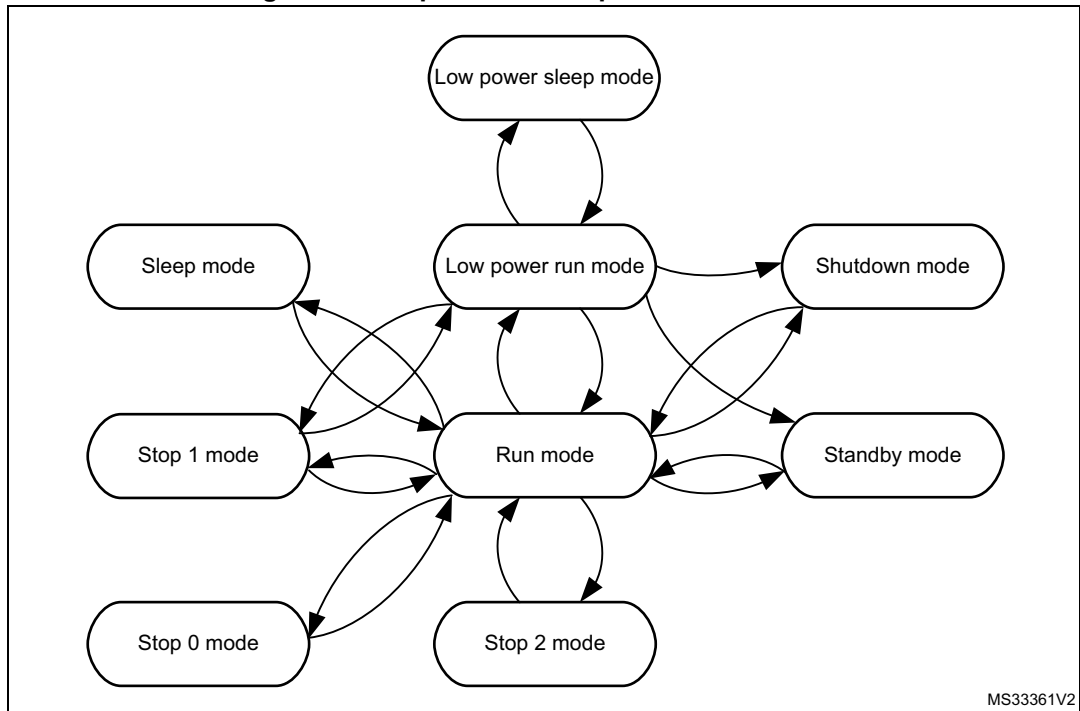 Low power sleep mode
Sleep mode
Low power run mode
Shutdown mode
Stop 1 mode
Run mode
Standby mode
Stop 0 mode
Stop 2 mode
MS33361V2